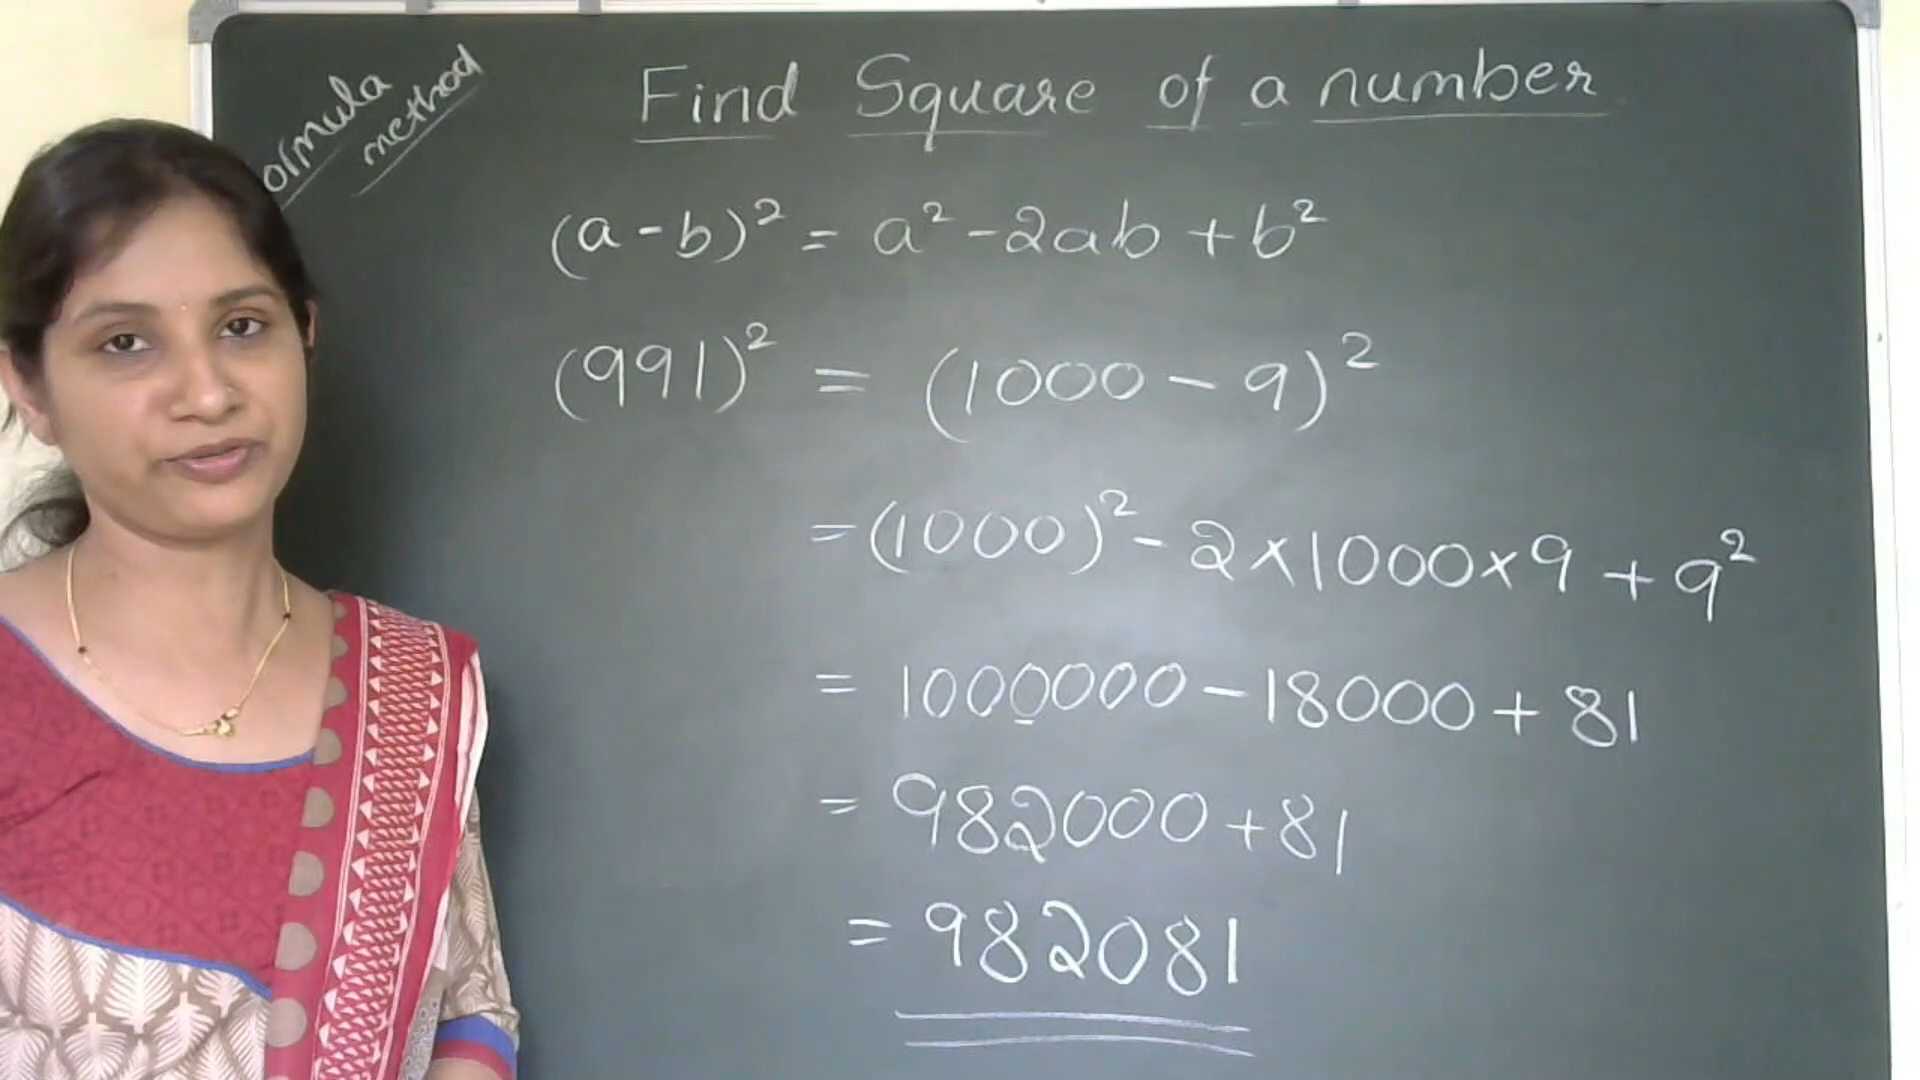 ormula
method
Find Square of a number
(a-b)² = a² -2ab + b²
(991)² = (1000 - 9)²
= (1000)² - 2×1000×9 + 9²
= 1000000 - 18000 + 81
= 982000 + 81
= 982081